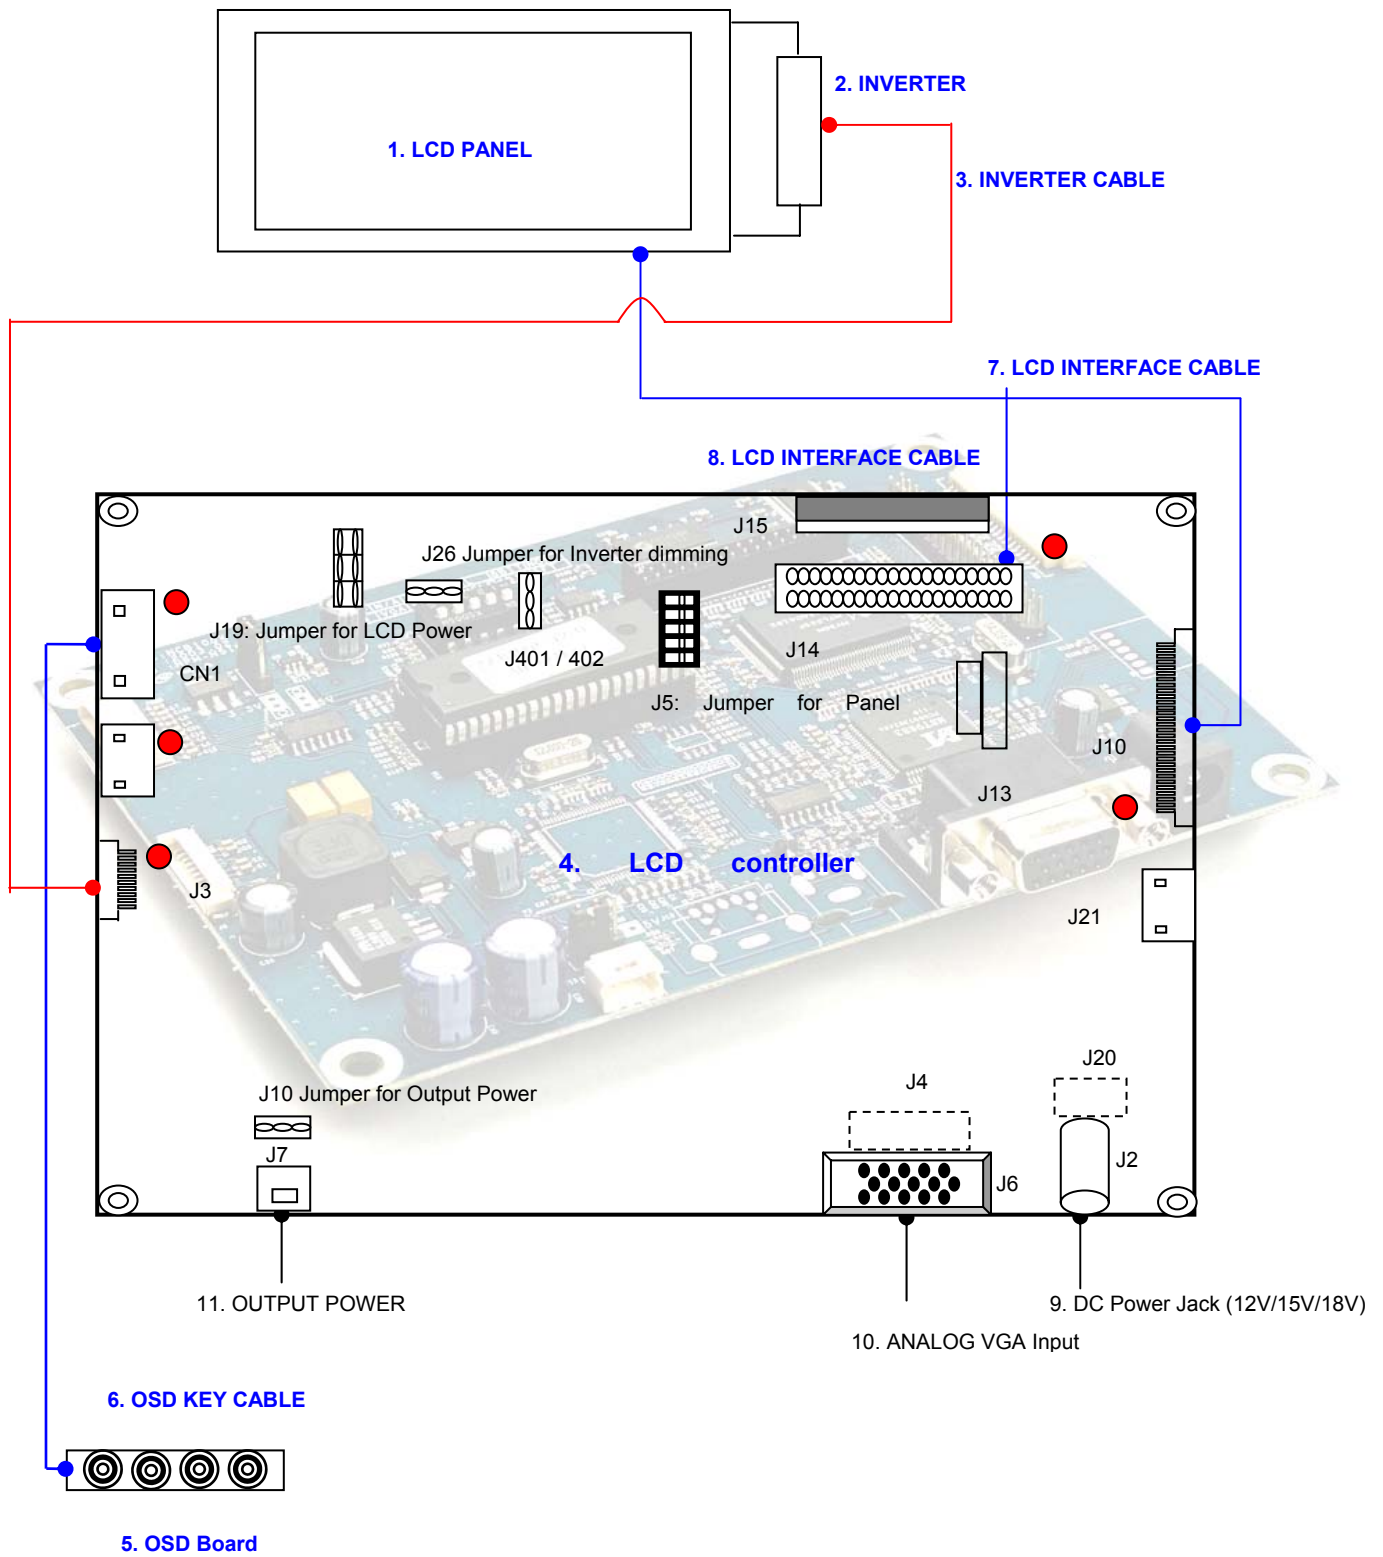 2. INVERTER
1. LCD PANEL
3. INVERTER CABLE
7. LCD INTERFACE CABLE
8. LCD INTERFACE CABLE
J15
J26 Jumper for Inverter dimming
J19: Jumper for LCD Power
J401 / 402
J14
CN1
J5: Jumper for Panel
J10
J13
4. LCD controller
J3
J21
J20
J4
J10 Jumper for Output Power
J7
J2
J6
11. OUTPUT POWER
9. DC Power Jack (12V/15V/18V)
10. ANALOG VGA Input
6. OSD KEY CABLE
5. OSD Board